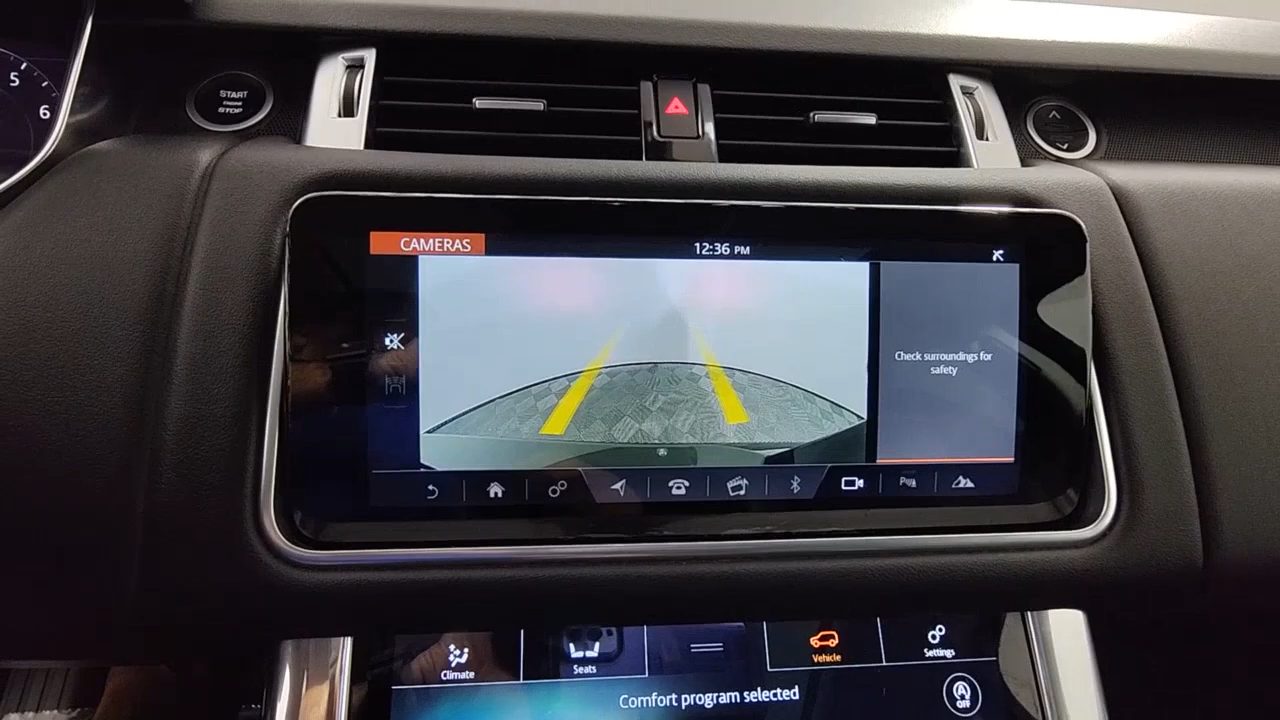 5
6
START
ENGINE
STOP
CAMERAS
12:36 PM
Check surroundings for
safety
Climate
Seats
Vehicle
Settings
Comfort program selected
A
OFF